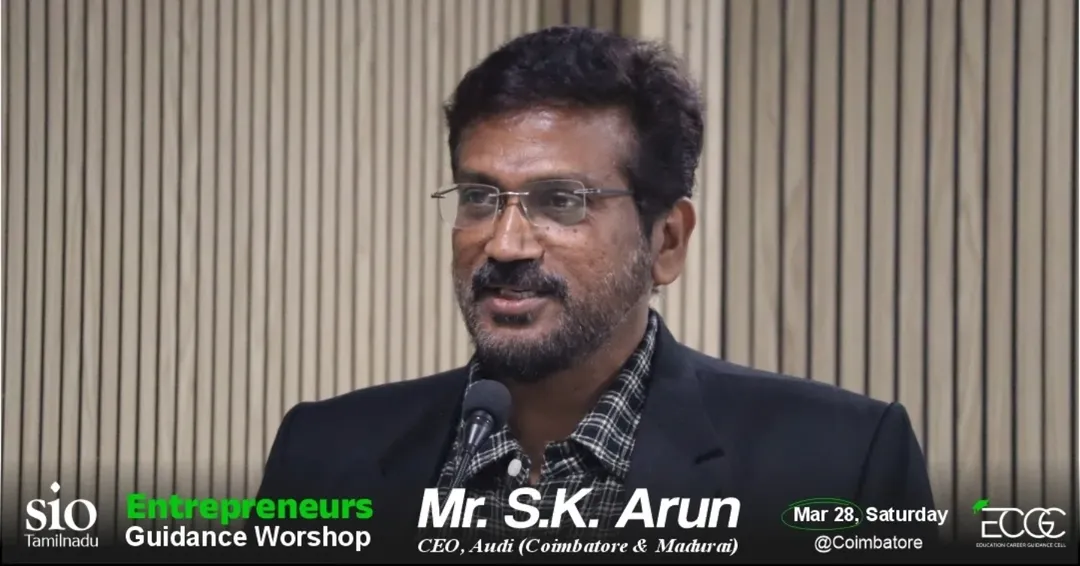 sio
Tamilnadu
Entrepreneurs
Guidance Worshop
Mr. S.K. Arun
CEO, Audi (Coimbatore & Madurai)
Mar 28, Saturday
@Coimbatore
ECGC
EDUCATION CAREER GUIDANCE CELL